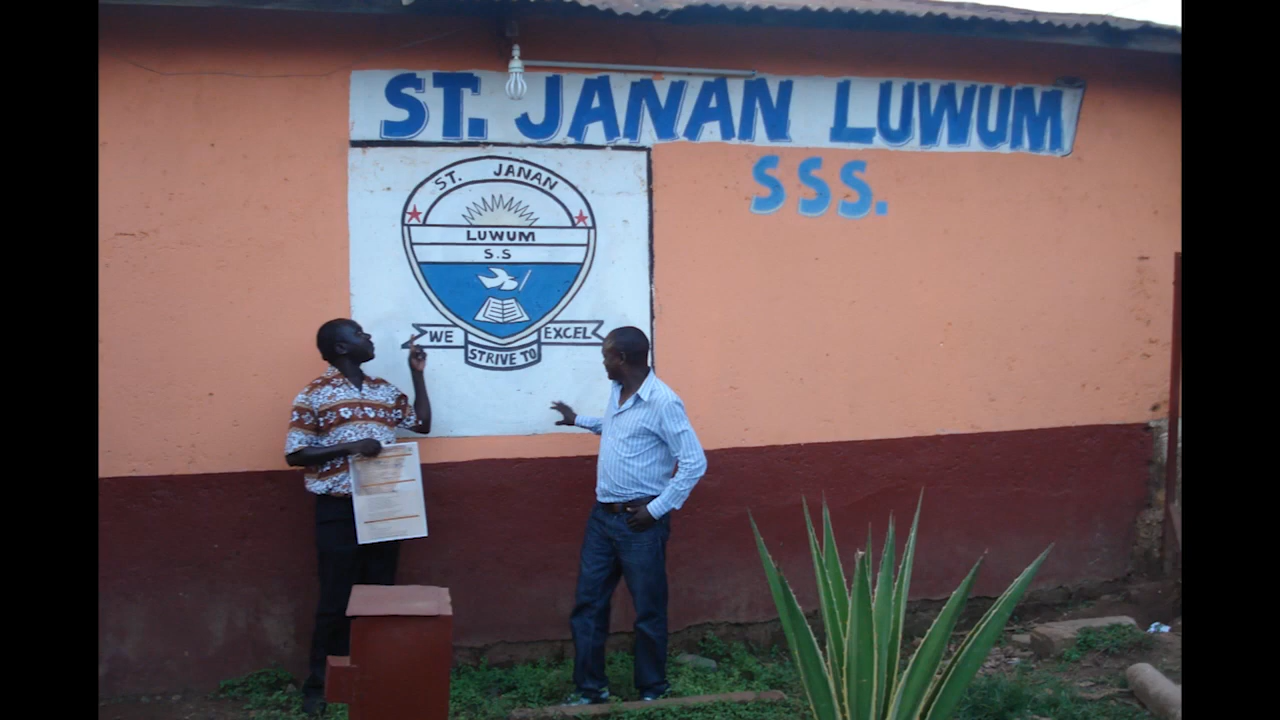 ST. JANAN LUWUM
SSS.
ST. JANAN
LUWUM
S.S
WE STRIVE TO EXCEL